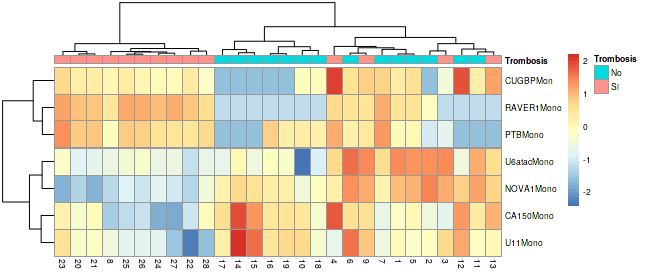 Trombosis
Trombosis
No
SI
2
1
0
-1
-2
CUGBPMon
RAVER1Mono
PTBMono
U6atacMono
NOVA1Mono
CA150Mono
U11Mono
23 20 21 8 25 26 24 27 22 28 17 14 15 16 19 10 18 4 6 9 7 1 5 2 3 12 11 13